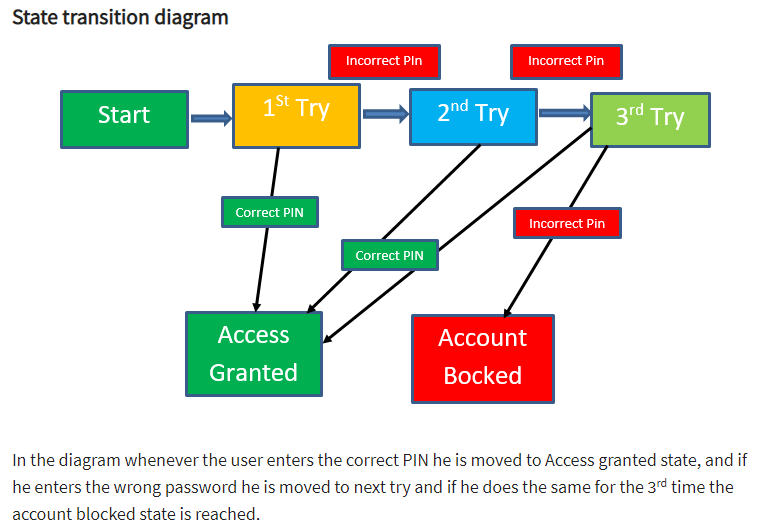 State transition diagram
Incorrect PIn
Incorrect Pin
Start
1St Try
2nd Try
3rd Try
Correct PIN
Incorrect Pin
Correct PIN
Access
Granted
Account
Bocked
In the diagram whenever the user enters the correct PIN he is moved to Access granted state, and if
he enters the wrong password he is moved to next try and if he does the same for the 3rd time the
account blocked state is reached.